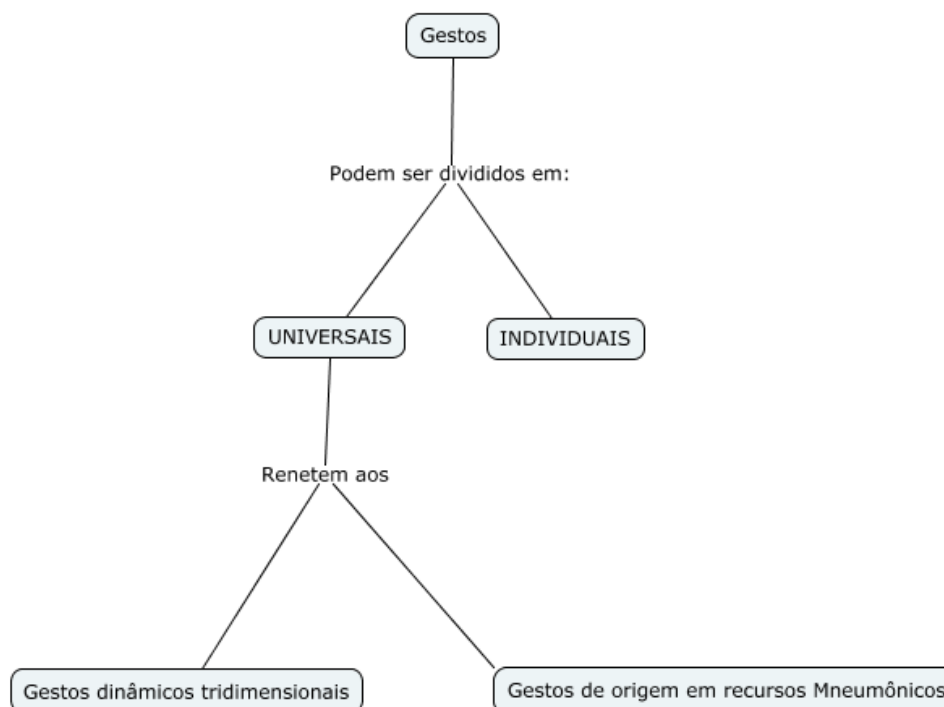 Gestos
Podem ser divididos em:
UNIVERSAIS
INDIVIDUAIS
Renetem aos
Gestos dinâmicos tridimensionais
Gestos de origem em recursos Mneumônicos